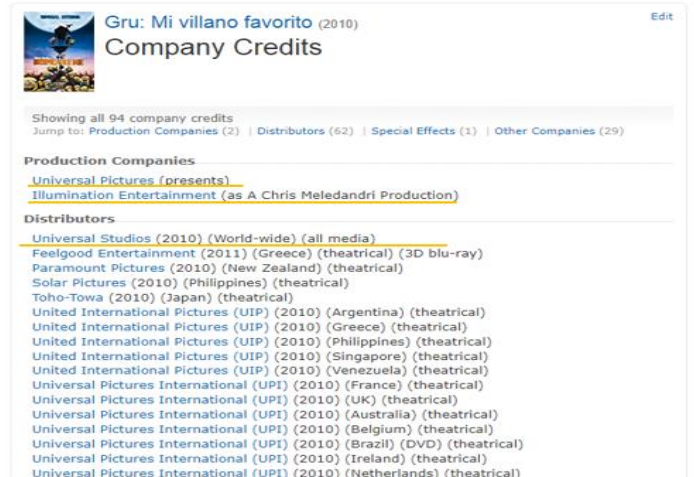 Gru: Mi villano favorito (2010)
Edit
Company Credits
Showing all 94 company credits
Jump to: Production Companies (2) | Distributors (62) | Special Effects (1) | Other Companies (29)
Production Companies
Universal Pictures (presents)
Illumination Entertainment (as A Chris Meledandri Production)
Distributors
Universal Studios (2010) (World-wide) (all media)
Feelgood Entertainment (2011) (Greece) (theatrical) (3D blu-ray)
Paramount Pictures (2010) (New Zealand) (theatrical)
Solar Pictures (2010) (Philippines) (theatrical)
Toho-Towa (2010) (Japan) (theatrical)
United International Pictures (UIP) (2010) (Argentina) (theatrical)
United International Pictures (UIP) (2010) (Greece) (theatrical)
United International Pictures (UIP) (2010) (Philippines) (theatrical)
United International Pictures (UIP) (2010) (Singapore) (theatrical)
United International Pictures (UIP) (2010) (Venezuela) (theatrical)
Universal Pictures International (UPI) (2010) (France) (theatrical)
Universal Pictures International (UPI) (2010) (UK) (theatrical)
Universal Pictures International (UPI) (2010) (Australia) (theatrical)
Universal Pictures International (UPI) (2010) (Belgium) (theatrical)
Universal Pictures International (UPI) (2010) (Brazil) (DVD) (theatrical)
Universal Pictures International (UPI) (2010) (Ireland) (theatrical)
Universal Pictures International (UPI) (2010) (Netherlands) (theatrical)